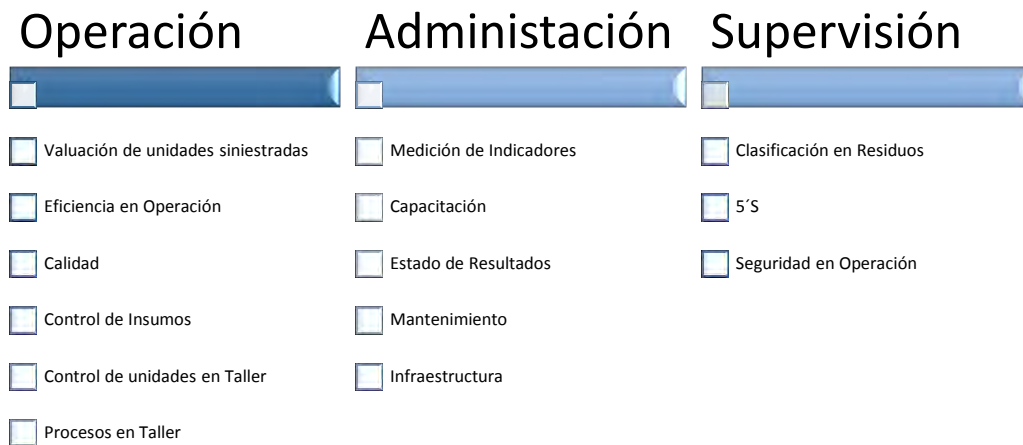 Operación
Valuación de unidades siniestradas
Eficiencia en Operación
Calidad
Control de Insumos
Control de unidades en Taller
Procesos en Taller
Administación
Medición de Indicadores
Capacitación
Estado de Resultados
Mantenimiento
Infraestructura
Supervisión
Clasificación en Residuos
5´S
Seguridad en Operación